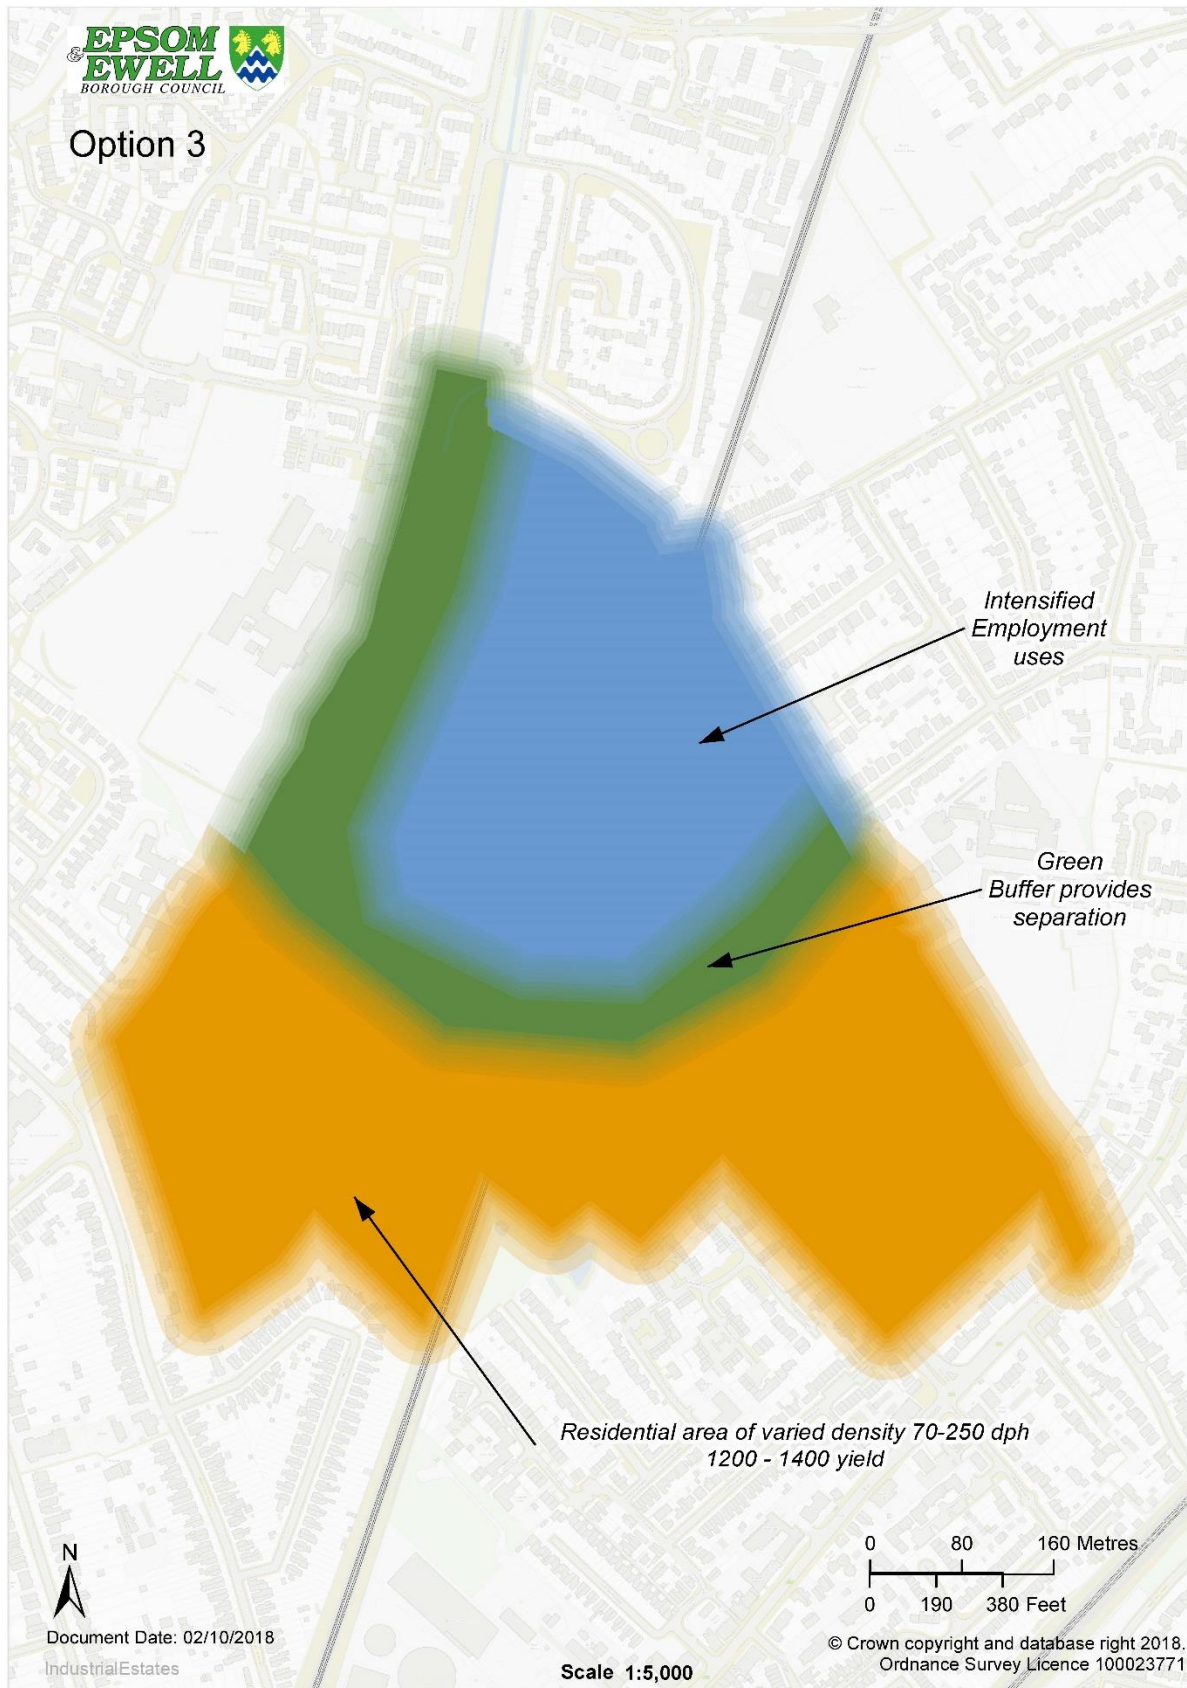 EPSOM
& EWELL
BOROUGH COUNCIL
Option 3
Intensified
Employment
uses
Green
Buffer provides
separation
Residential area of varied density 70-250 dph
1200 - 1400 yield
N
0 80 160 Metres
0 190 380 Feet
Document Date: 02/10/2018
IndustrialEstates
Scale 1:5,000
© Crown copyright and database right 2018.
Ordnance Survey Licence 100023771